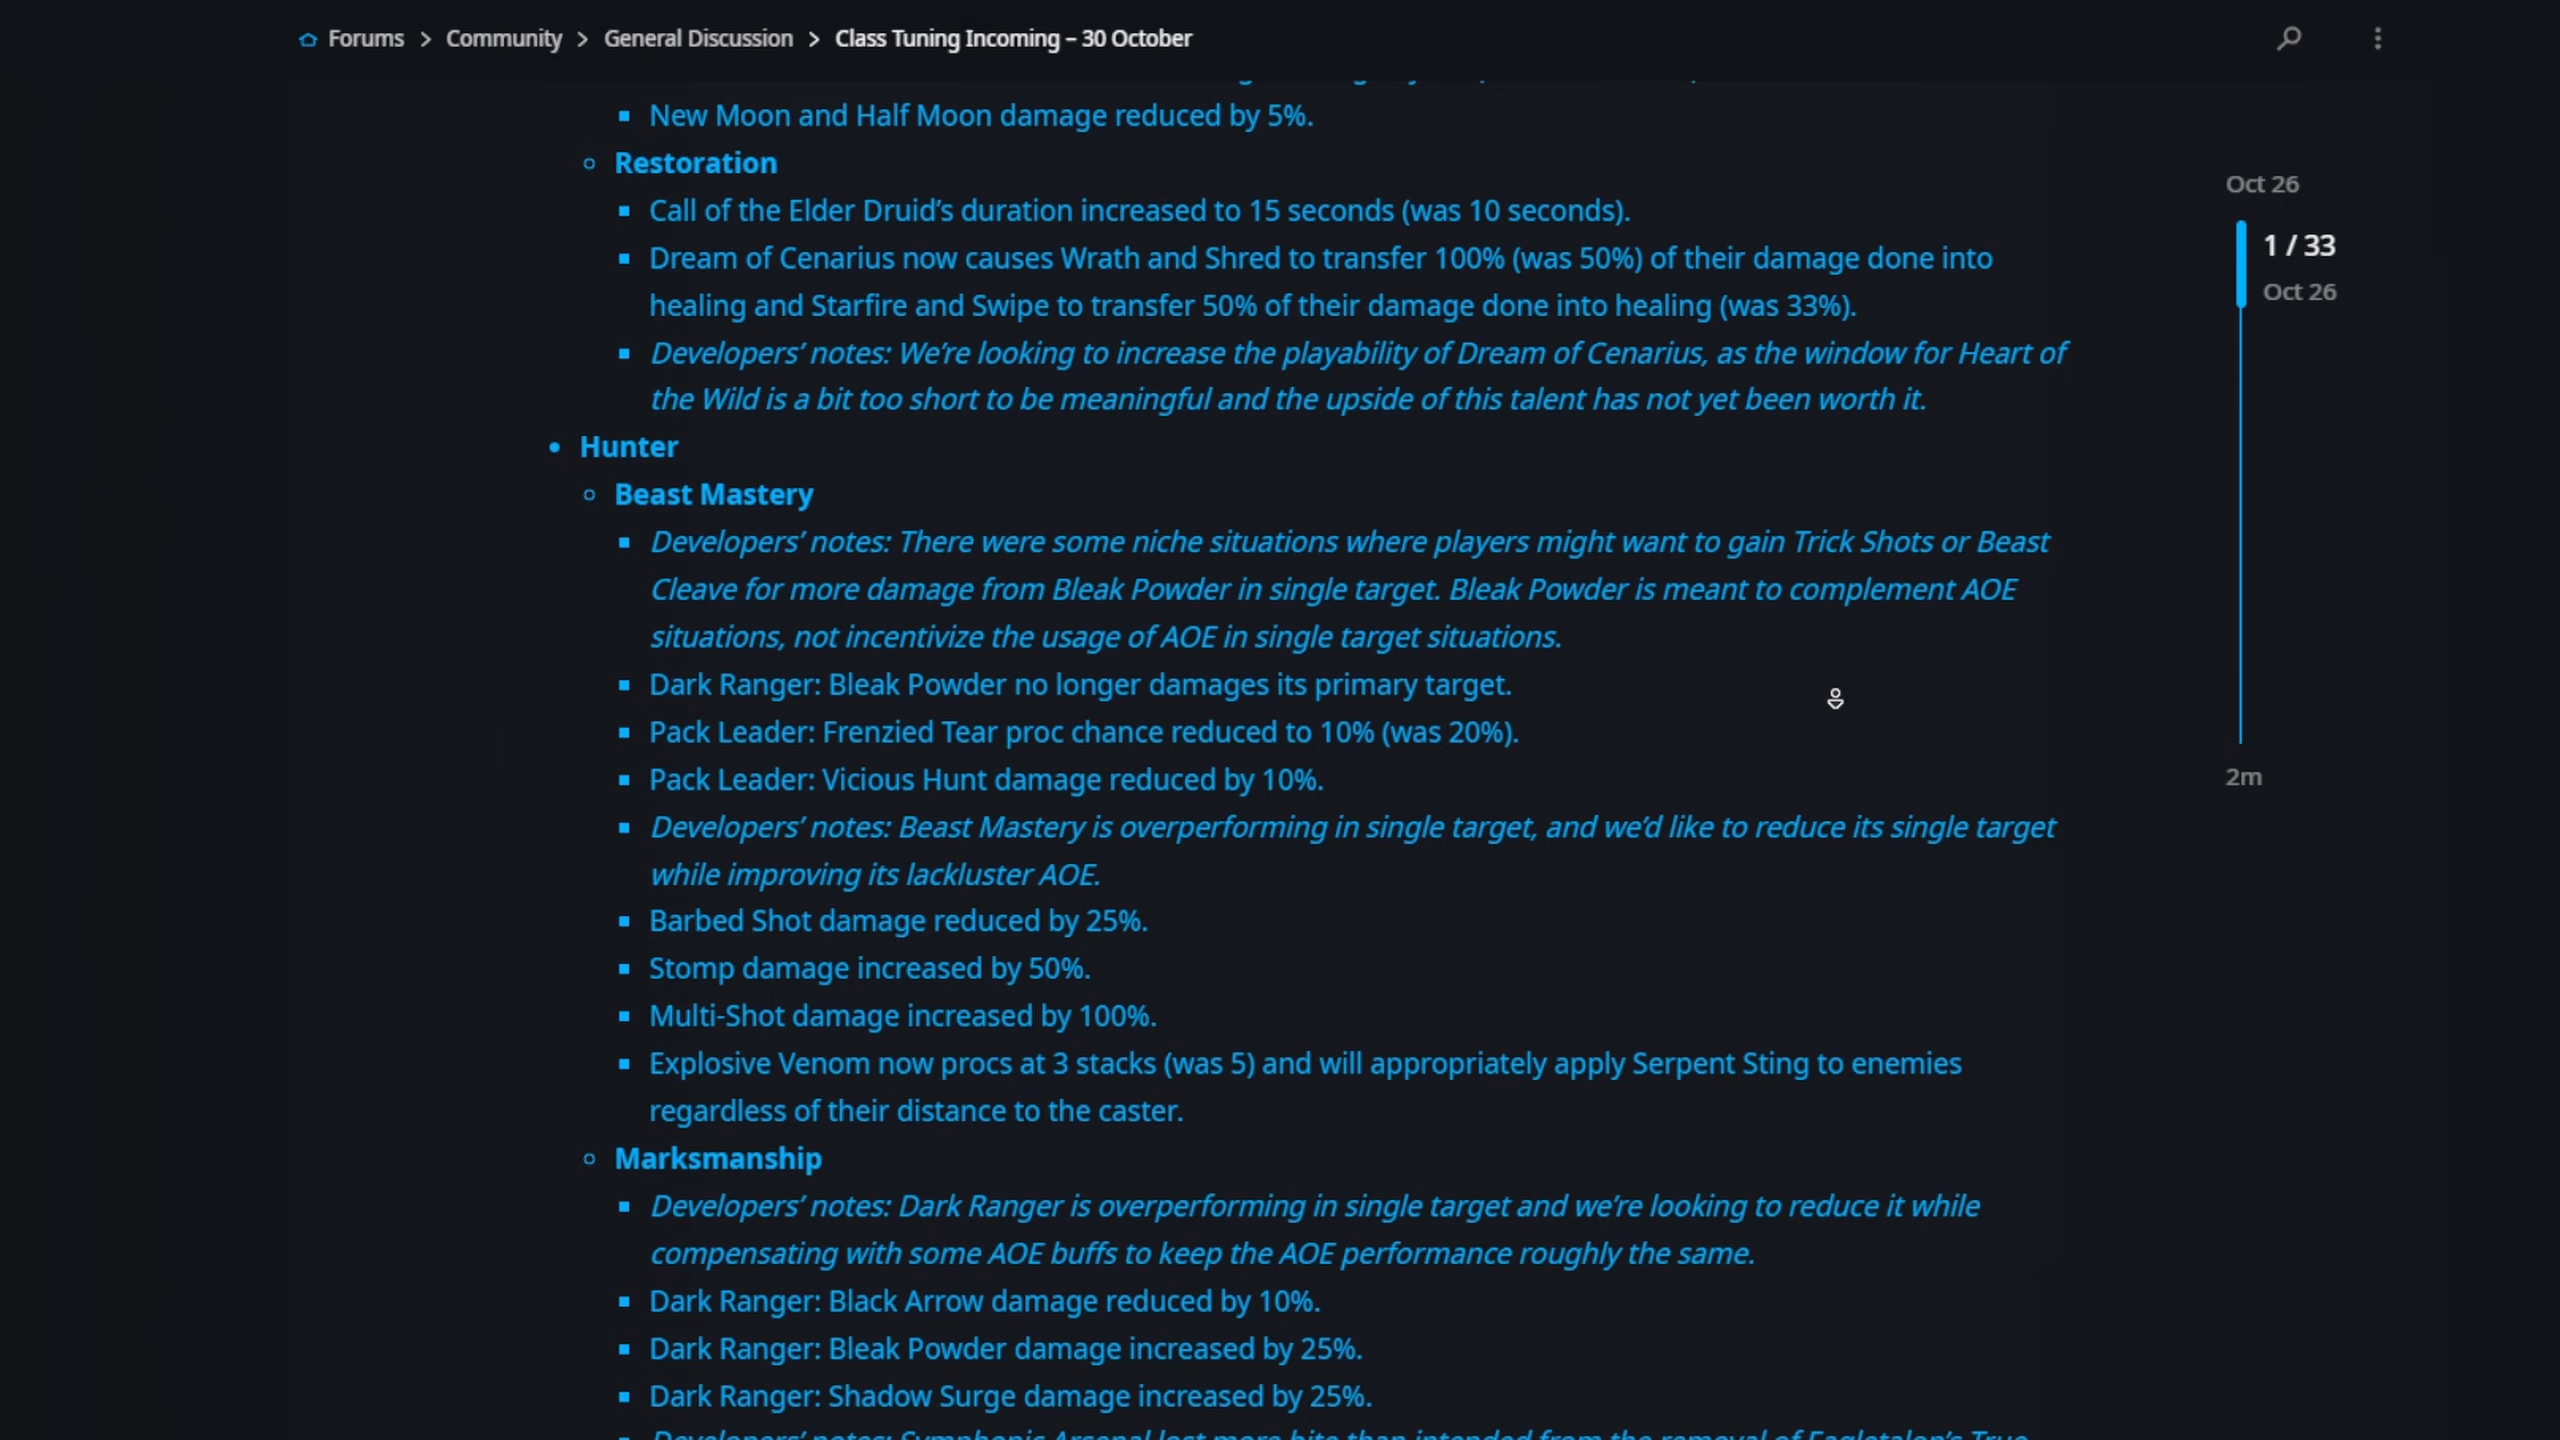 Forums > Community > General Discussion > Class Tuning Incoming – 30 October
New Moon and Half Moon damage reduced by 5%.
Restoration
Call of the Elder Druid’s duration increased to 15 seconds (was 10 seconds).
Dream of Cenarius now causes Wrath and Shred to transfer 100% (was 50%) of their damage done into
healing and Starfire and Swipe to transfer 50% of their damage done into healing (was 33%).
Developers’ notes: We’re looking to increase the playability of Dream of Cenarius, as the window for Heart of
the Wild is a bit too short to be meaningful and the upside of this talent has not yet been worth it.
Hunter
Beast Mastery
Developers’ notes: There were some niche situations where players might want to gain Trick Shots or Beast
Cleave for more damage from Bleak Powder in single target. Bleak Powder is meant to complement AOE
situations, not incentivize the usage of AOE in single target situations.
Dark Ranger: Bleak Powder no longer damages its primary target.
Pack Leader: Frenzied Tear proc chance reduced to 10% (was 20%).
Pack Leader: Vicious Hunt damage reduced by 10%.
Developers’ notes: Beast Mastery is overperforming in single target, and we’d like to reduce its single target
while improving its lackluster AOE.
Barbed Shot damage reduced by 25%.
Stomp damage increased by 50%.
Multi-Shot damage increased by 100%.
Explosive Venom now procs at 3 stacks (was 5) and will appropriately apply Serpent Sting to enemies
regardless of their distance to the caster.
Marksmanship
Developers’ notes: Dark Ranger is overperforming in single target and we’re looking to reduce it while
compensating with some AOE buffs to keep the AOE performance roughly the same.
Dark Ranger: Black Arrow damage reduced by 10%.
Dark Ranger: Bleak Powder damage increased by 25%.
Dark Ranger: Shadow Surge damage increased by 25%.
Developers’ notes: Symphonic Arsenal lost more bite than intended from the removal of Eagletalon’s True
Oct 26
1 / 33
Oct 26
2m